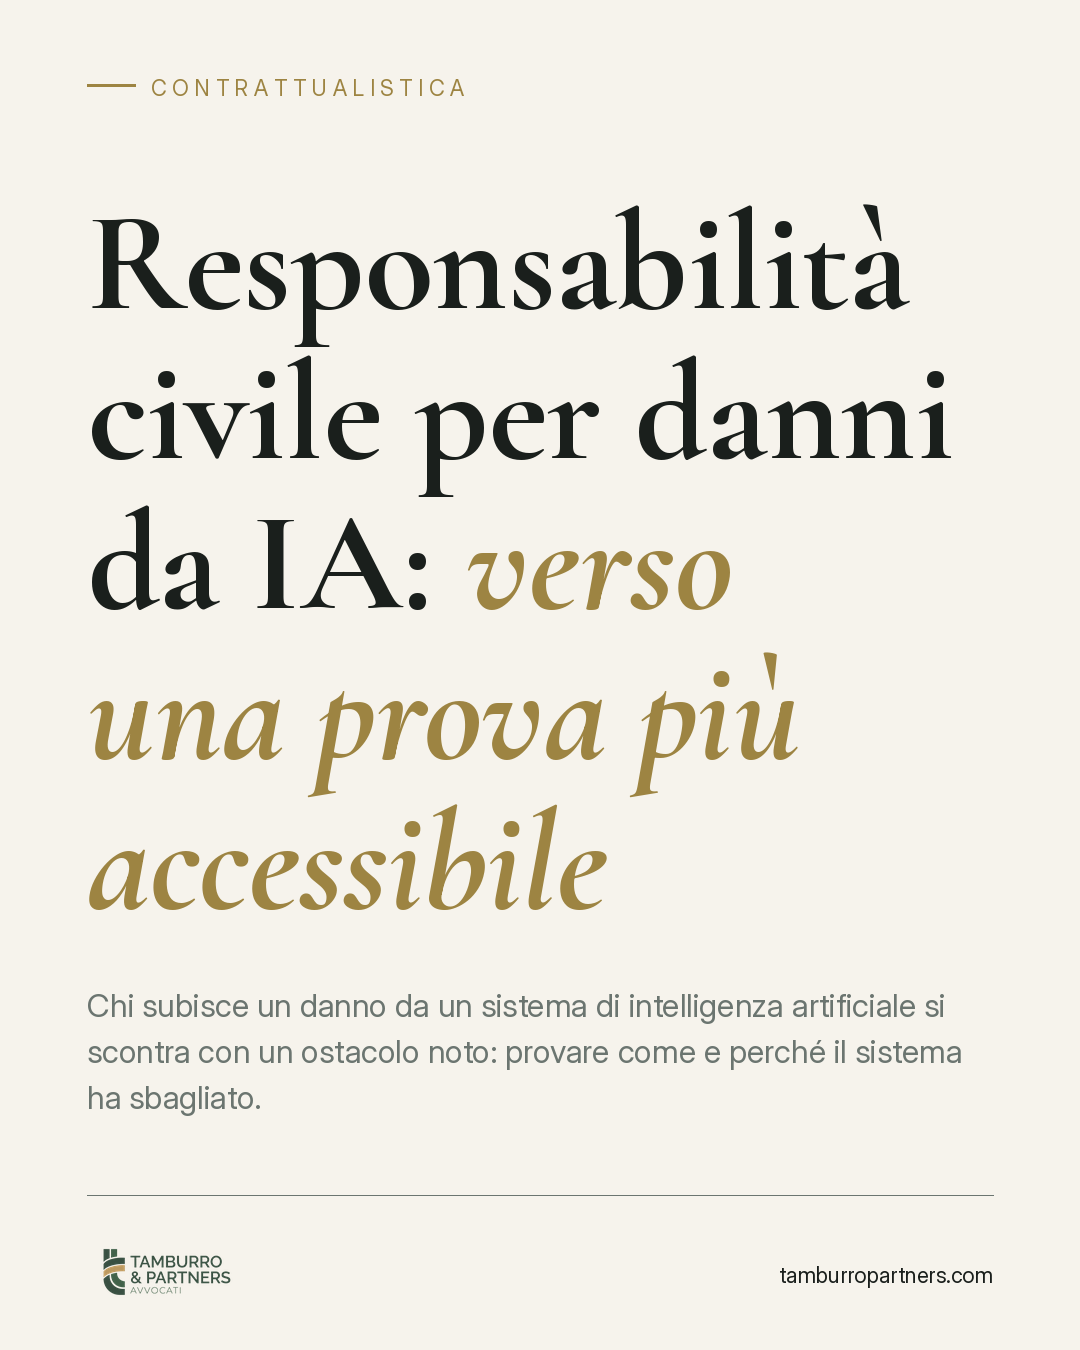 CONTRATTUALISTICA
Responsabilità
civile per danni
da IA: verso
una prova più
accessibile
Chi subisce un danno da un sistema di intelligenza artificiale si
scontra con un ostacolo noto: provare come e perché il sistema
ha sbagliato.
TAMBURRO
& PARTNERS
AVVOCATI
tamburropartners.com